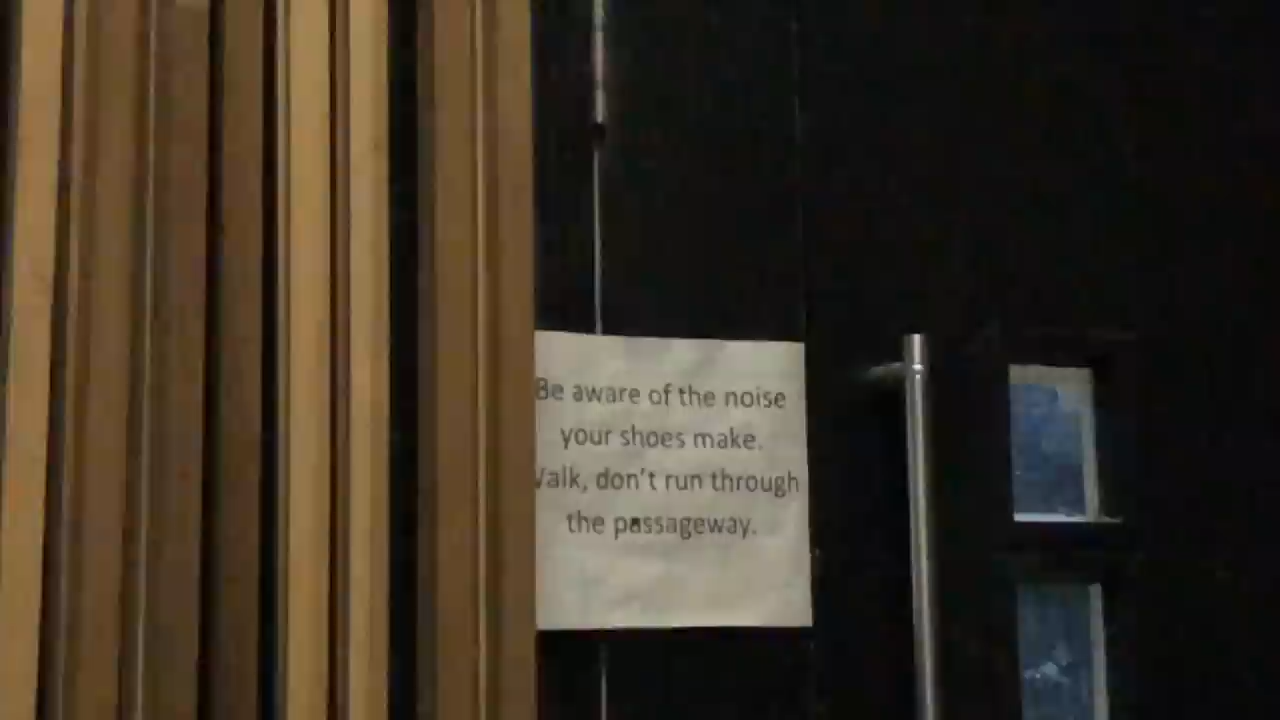 Be aware of the noise
your shoes make.
Walk, don't run through
the passageway.